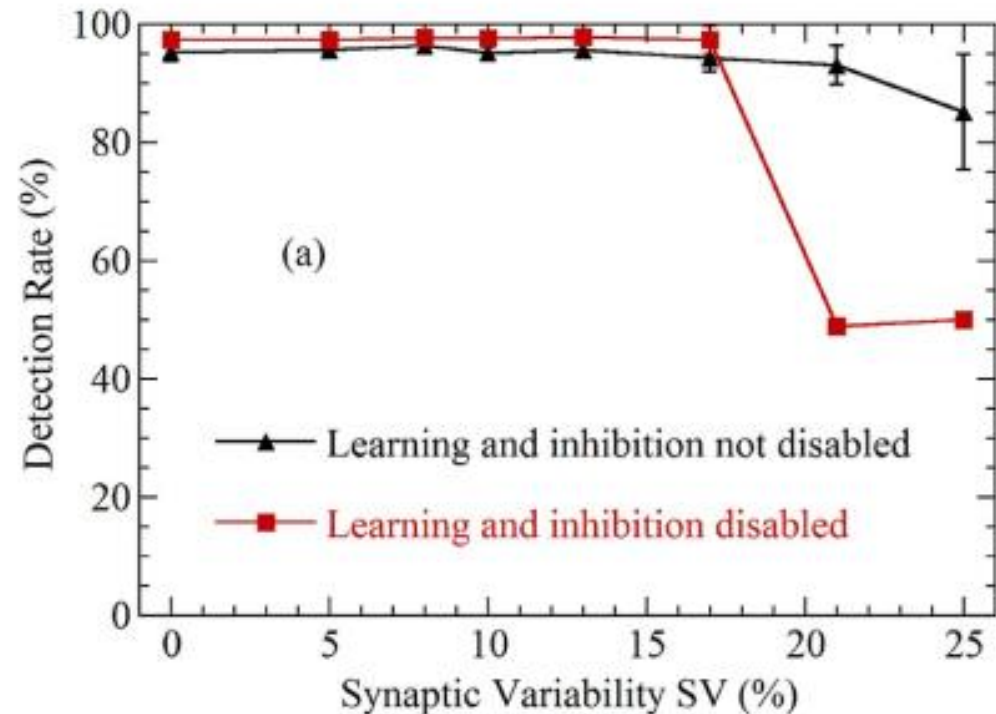 100
80
60
40
20
0
Detection Rate (%)
(a)
Learning and inhibition not disabled
Learning and inhibition disabled
0 5 10 15 20 25
Synaptic Variability SV (%)